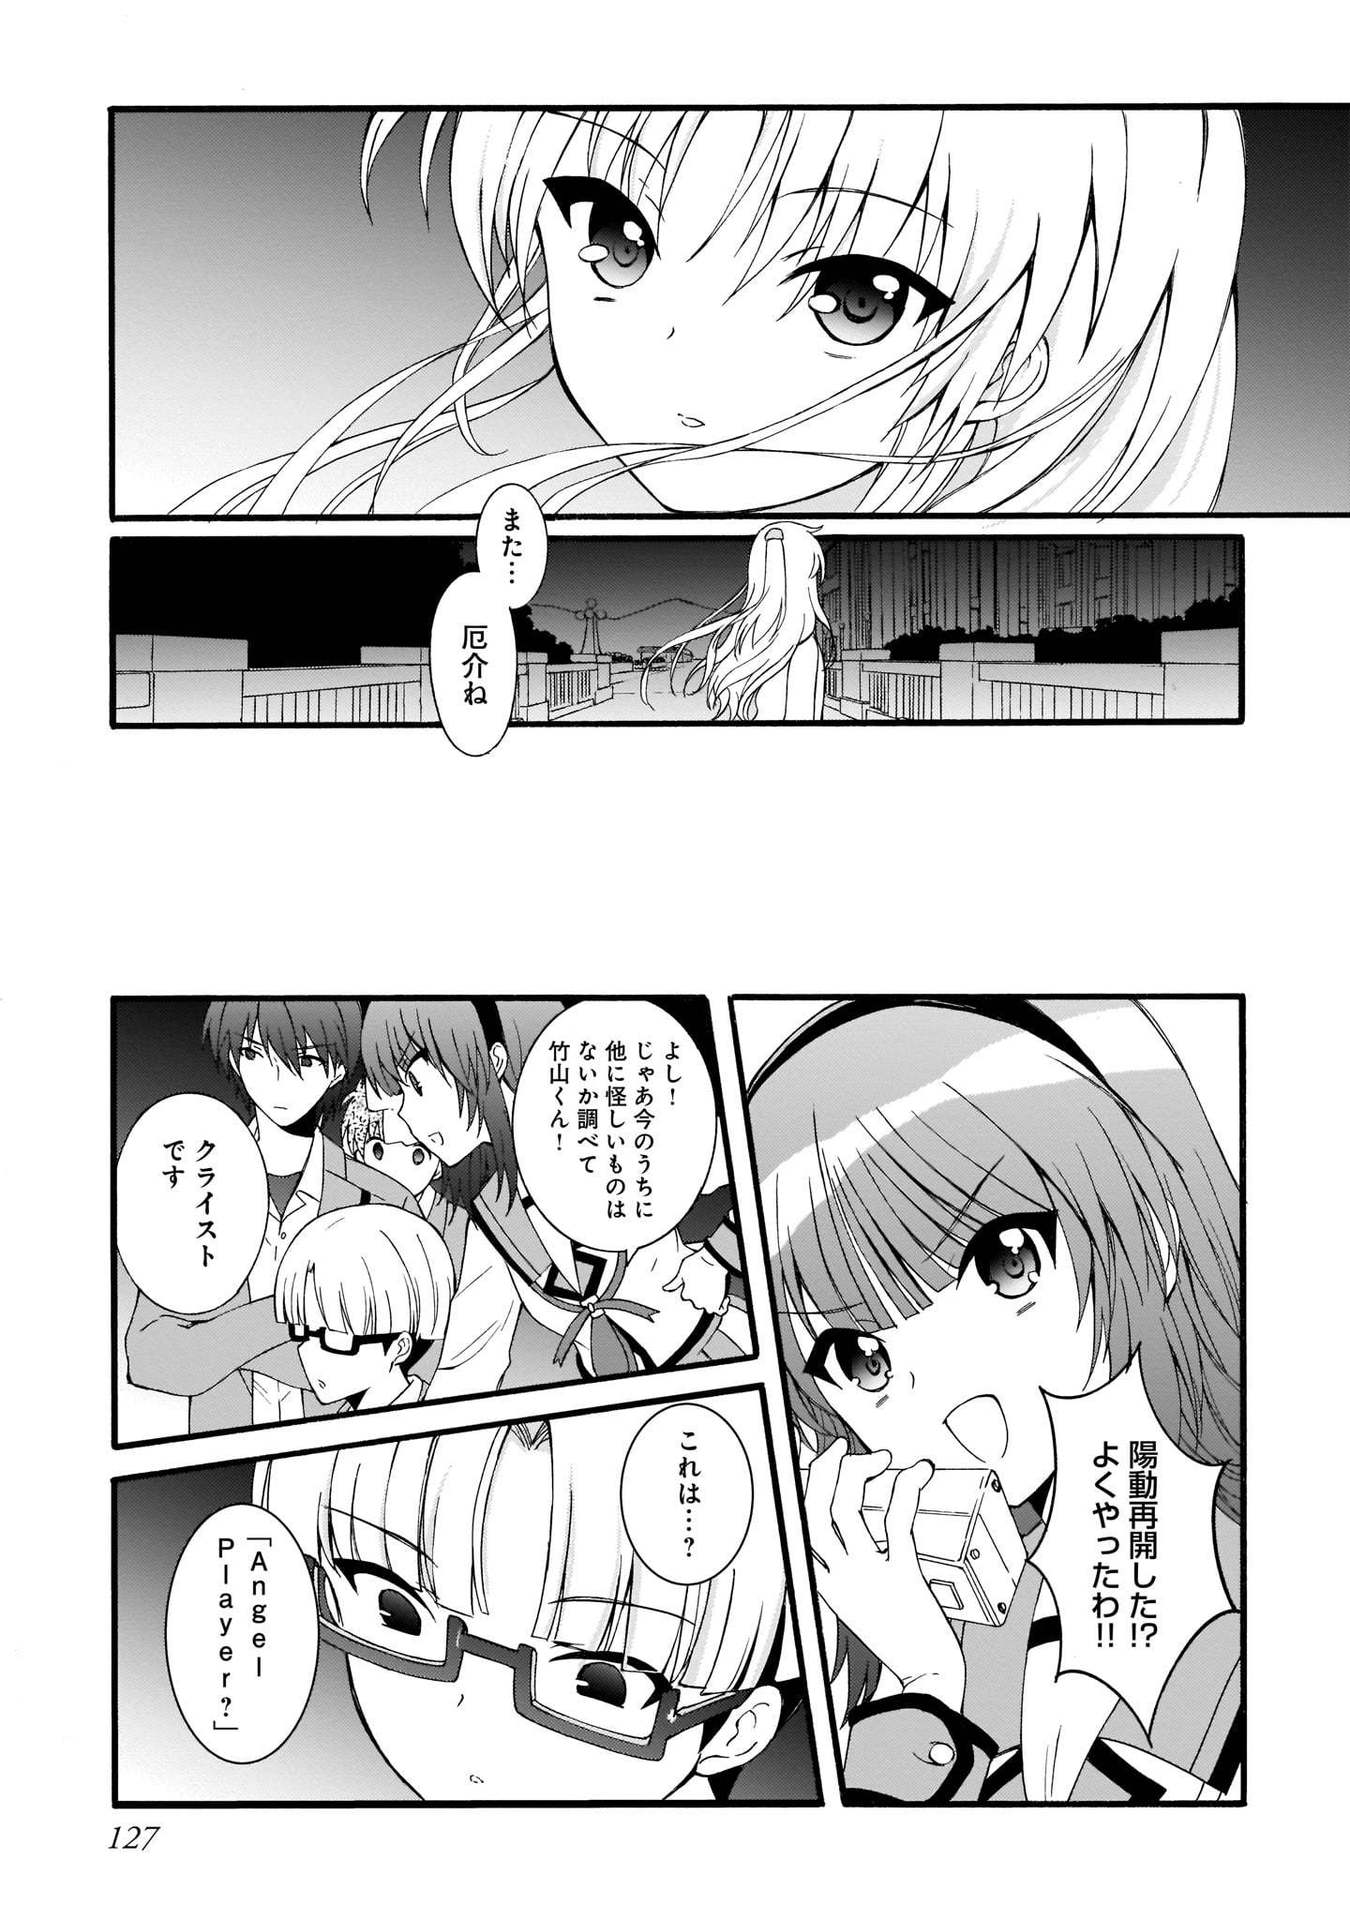 また…
厄介ね
陽動再開した!?
よくやったわ!!
よし!
じゃあ今のうちに
他に怪しいものは
ないか調べて
竹山くん!
クライスト
です
これは…?
「Angel
Player?」
127